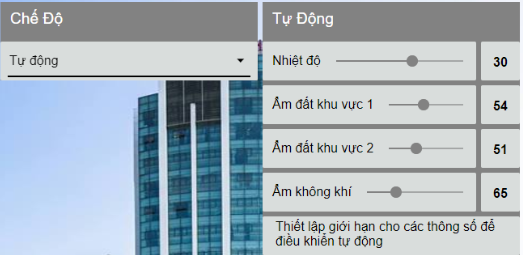 Chế Độ
Tự động
Tự Động
Nhiệt độ 30
Ẩm đất khu vực 1 54
Ẩm đất khu vực 2 51
Ẩm không khí 65
Thiết lập giới hạn cho các thông số để
điều khiển tự động